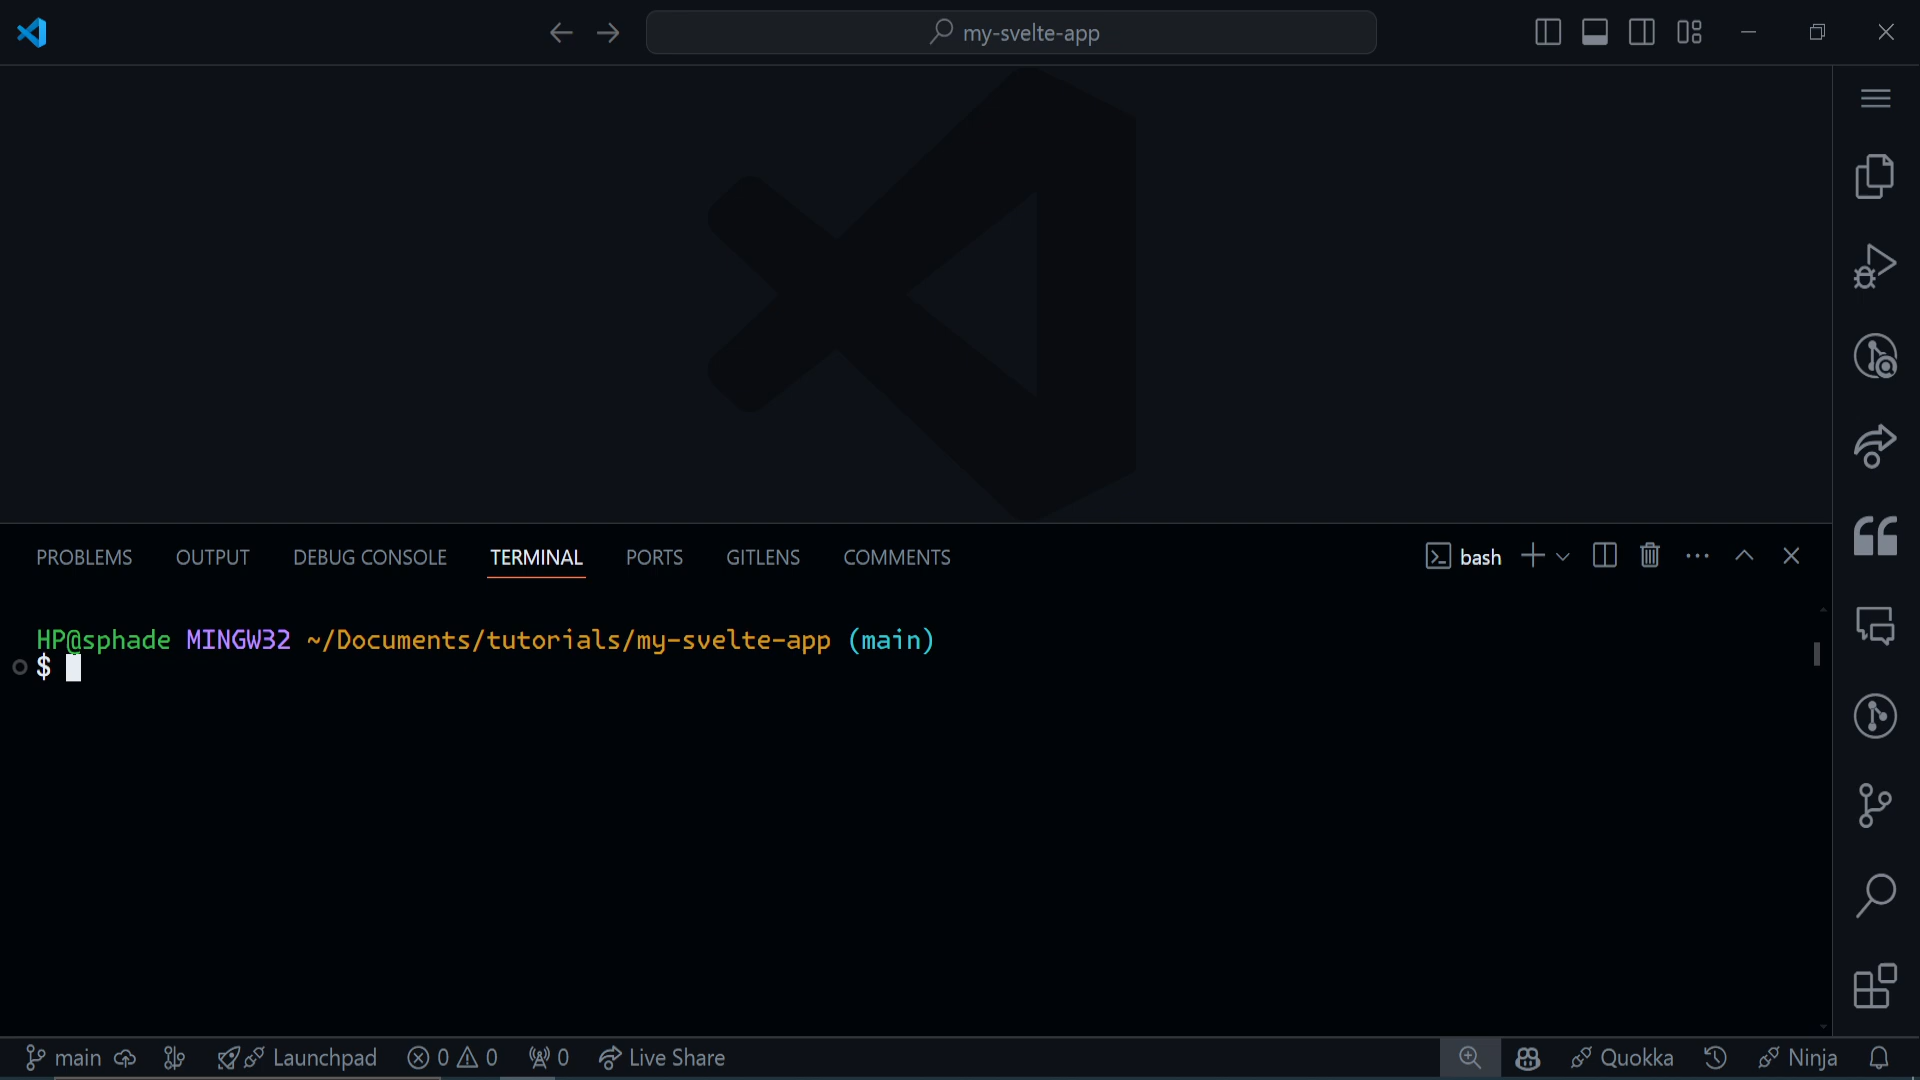 my-svelte-app
PROBLEMS OUTPUT DEBUG CONSOLE TERMINAL PORTS GITLENS COMMENTS bash
HP@sphade MINGW32 ~/Documents/tutorials/my-svelte-app (main)
$
main Launchpad 0 0 0 Live Share Quokka Ninja